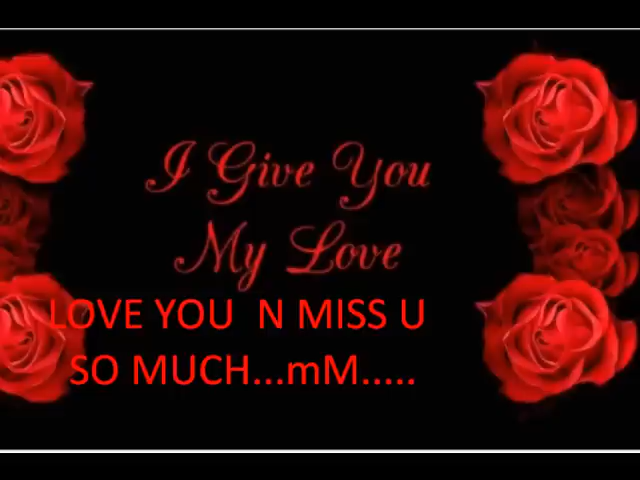 I Give You
My Love
LOVE YOU  N MISS U
SO MUCH...mM.....